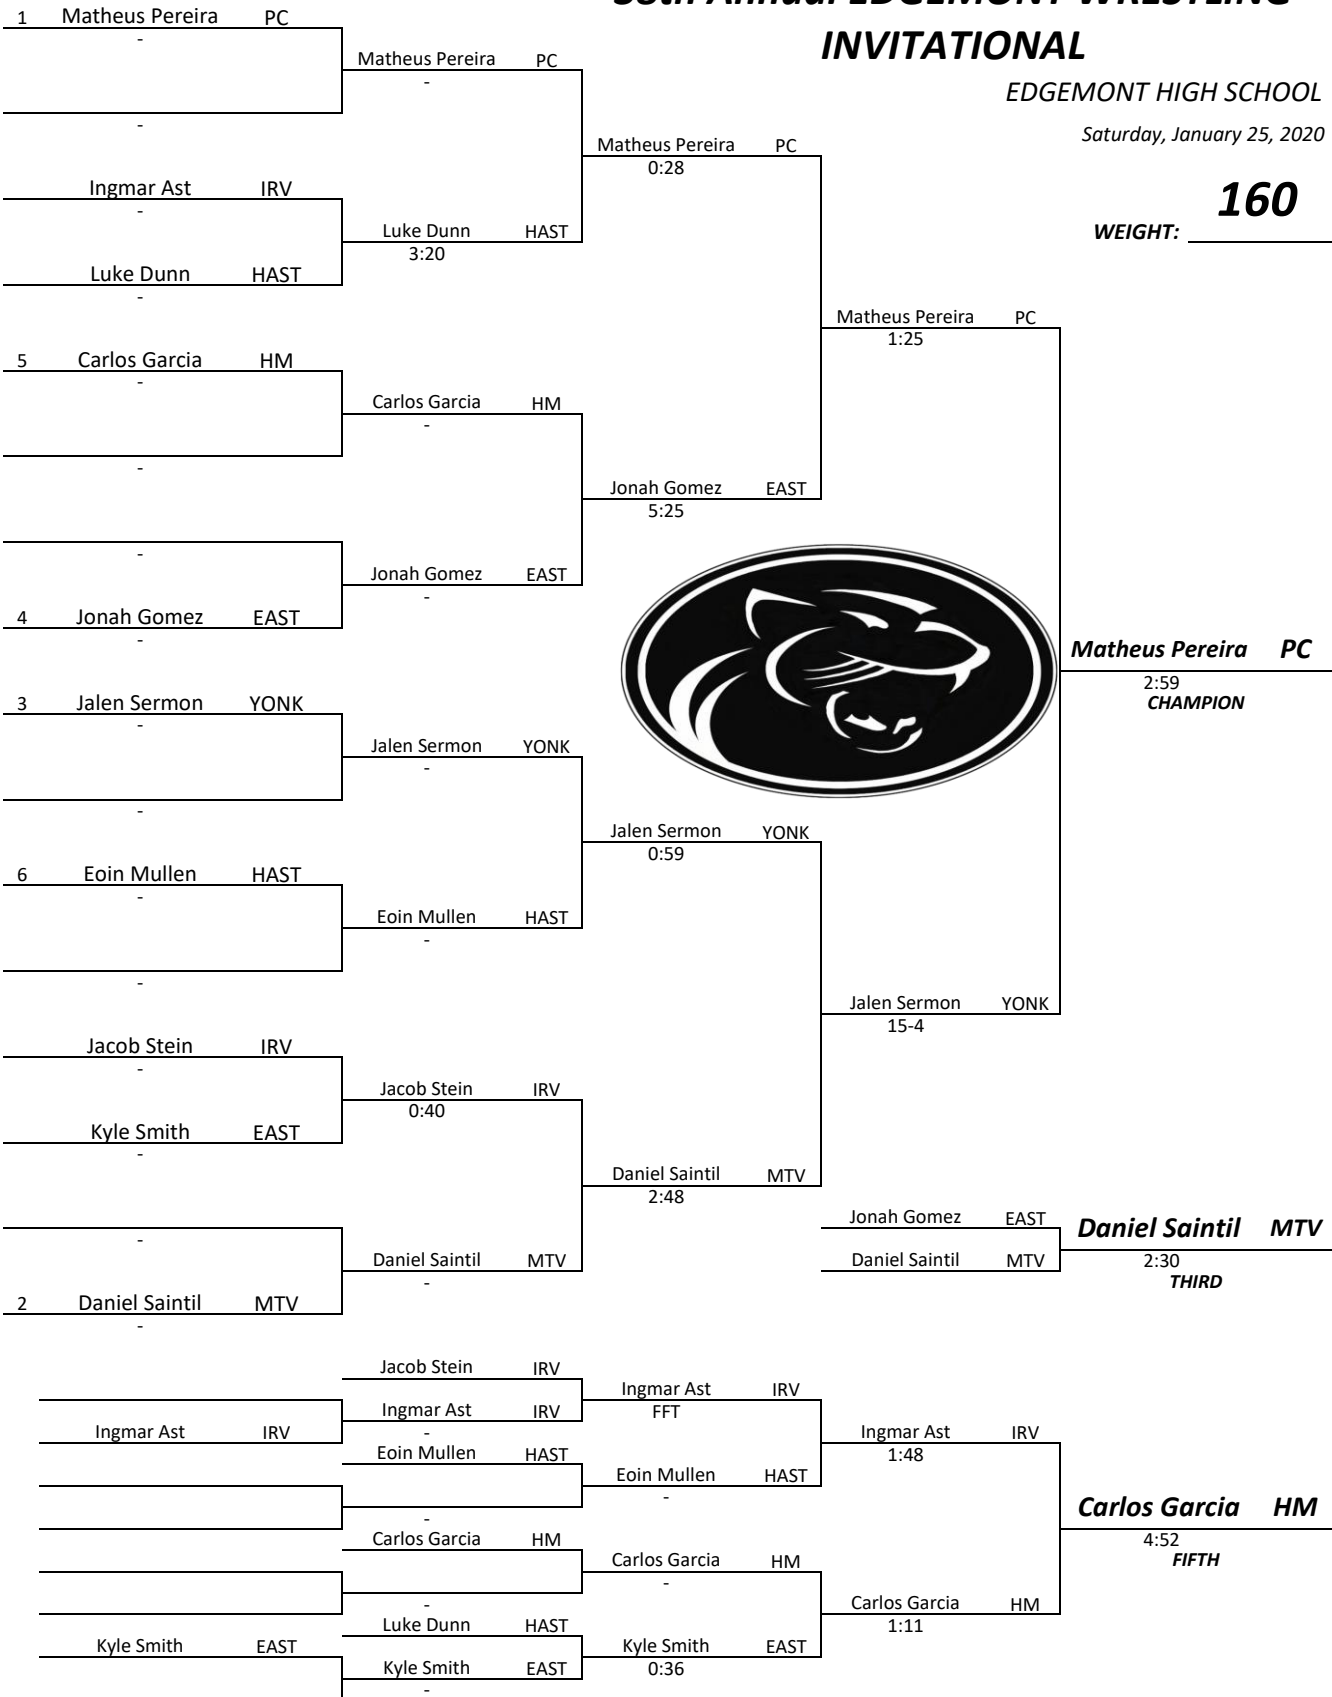 38th Annual EDGEMONT WRESTLING
INVITATIONAL
EDGEMONT HIGH SCHOOL
Saturday, January 25, 2020
160
WEIGHT:
1 Matheus Pereira PC
-
Matheus Pereira PC
-
-
Matheus Pereira PC
0:28
Ingmar Ast IRV
-
Luke Dunn HAST
3:20
Luke Dunn HAST
-
Matheus Pereira PC
1:25
5 Carlos Garcia HM
-
Carlos Garcia HM
-
-
Jonah Gomez EAST
5:25
-
Jonah Gomez EAST
-
4 Jonah Gomez EAST
-
Matheus Pereira PC
2:59
CHAMPION
3 Jalen Sermon YONK
-
Jalen Sermon YONK
-
-
Jalen Sermon YONK
0:59
6 Eoin Mullen HAST
-
Eoin Mullen HAST
-
-
Jalen Sermon YONK
15-4
Jacob Stein IRV
-
Jacob Stein IRV
0:40
Kyle Smith EAST
-
Daniel Saintil MTV
2:48
-
Daniel Saintil MTV
-
2 Daniel Saintil MTV
-
Jonah Gomez EAST
Daniel Saintil MTV
Daniel Saintil MTV
2:30
THIRD
Jacob Stein IRV
Ingmar Ast IRV
FFT
Ingmar Ast IRV
-
Ingmar Ast IRV
Ingmar Ast IRV
1:48
Eoin Mullen HAST
Eoin Mullen HAST
-
-
Carlos Garcia HM
4:52
FIFTH
Carlos Garcia HM
Carlos Garcia HM
-
-
Carlos Garcia HM
1:11
Luke Dunn HAST
Kyle Smith EAST
Kyle Smith EAST
0:36
Kyle Smith EAST
-